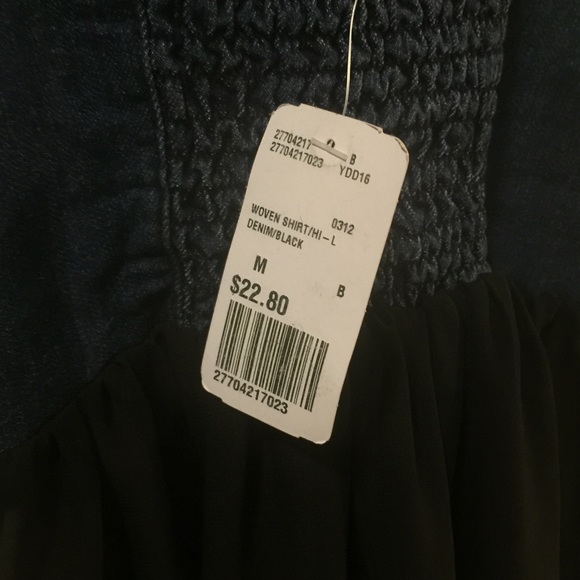 27704217 B
27704217023 YDD16
0312
WOVEN SHIRT/HI-L
DENIM/BLACK
M B
$22.80
27704217023